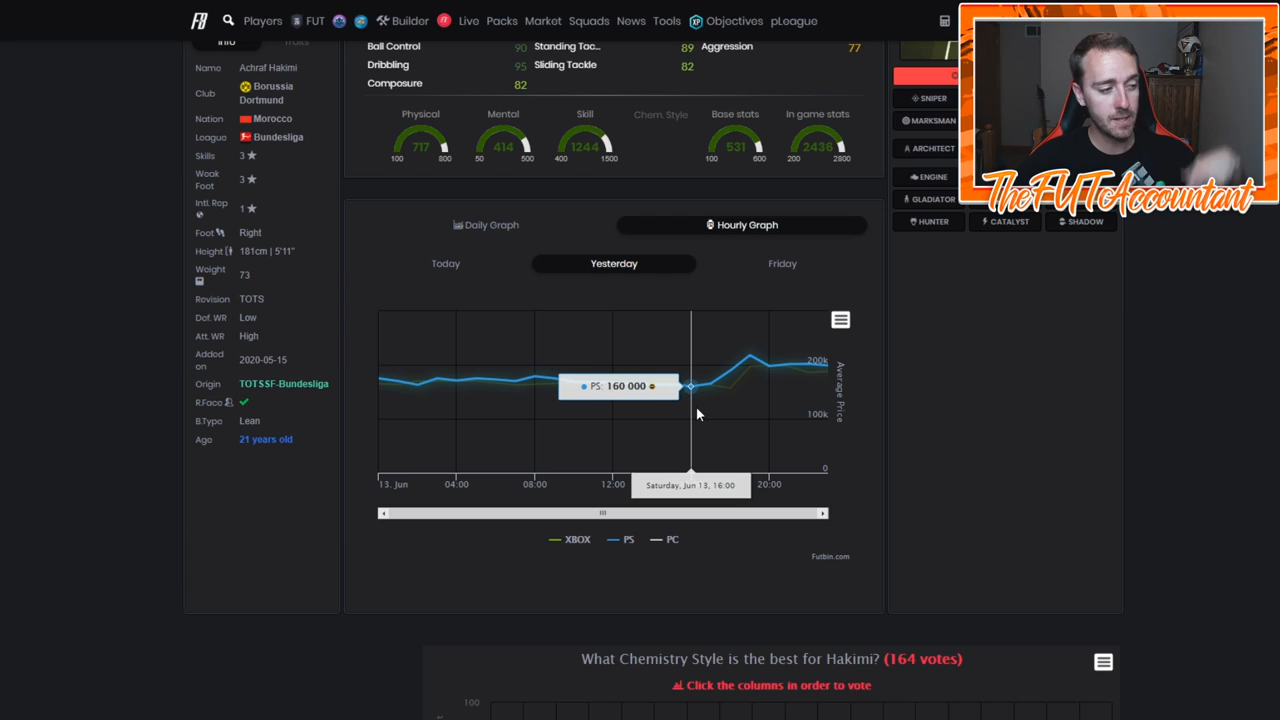 FB Players FUT Builder Live Packs Market Squads News Tools XP Objectives pLeague
Info Traits
Name Achraf Hakimi
Club Borussia Dortmund
Nation Morocco
League Bundesliga
Skills 3★
Weak Foot 3★
Intl. Rep 1★
Foot Right
Height 181cm | 5'11"
Weight 73
Revision TOTS
Def. WR Low
Att. WR High
Added on 2020-05-15
Origin TOTSSF-Bundesliga
R.Face
B.Type Lean
Age 21 years old
Ball Control 90 Standing Tac... 89 Aggression 77
Dribbling 95 Sliding Tackle 82
Composure 82
Physical Mental Skill Chem. Style Base stats In game stats
717 414 1244 531 2436
100 800 50 500 400 1500 100 600 200 2800
Daily Graph Hourly Graph
Today Yesterday Friday
PS: 160 000
200k
100k
0
Average Price
13. Jun 04:00 08:00 12:00 20:00
Saturday, Jun 13, 16:00
XBOX PS PC
Futbin.com
SNIPER
MARKSMAN
ARCHITECT
ENGINE
GLADIATOR
HUNTER CATALYST SHADOW
TheFUTAccountant
What Chemistry Style is the best for Hakimi? (164 votes)
Click the columns in order to vote
100